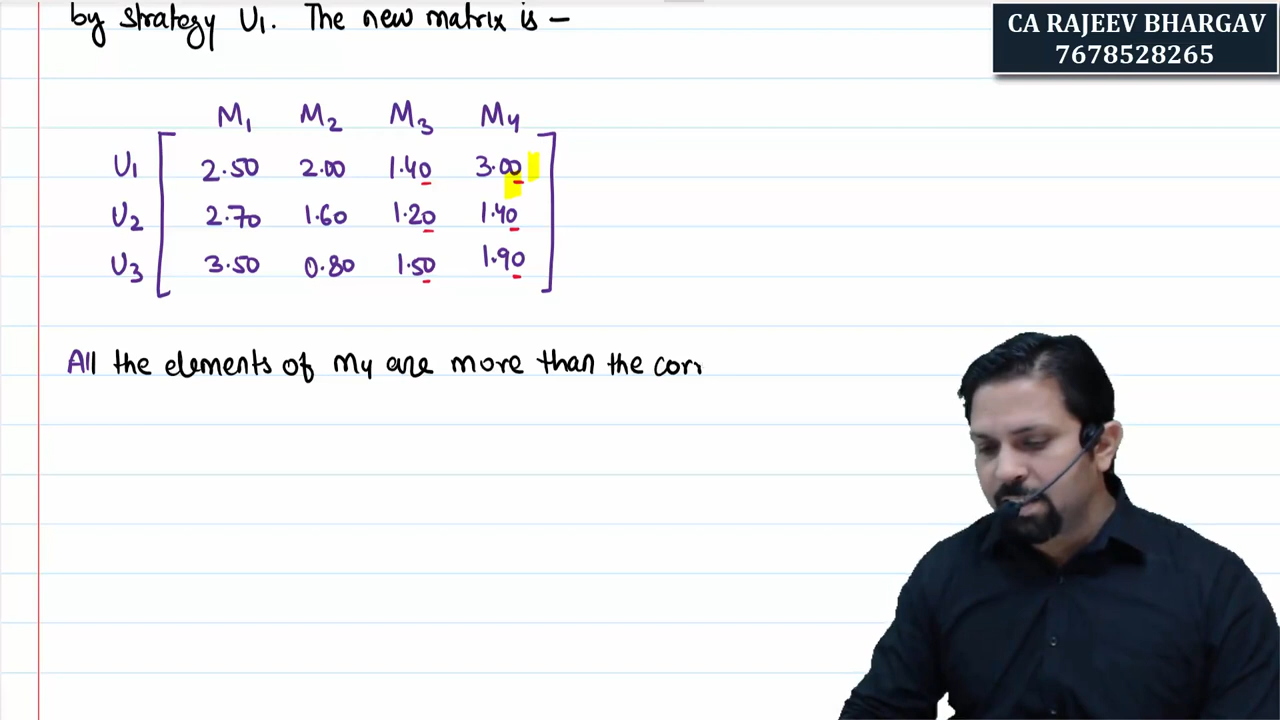 by strategy U1. The new matrix is –
CA RAJEEV BHARGAV
7678528265
M1 M2 M3 M4
U1 2.50 2.00 1.40 3.00
U2 2.70 1.60 1.20 1.40
U3 3.50 0.80 1.50 1.90
All the elements of M4 are more than the corr